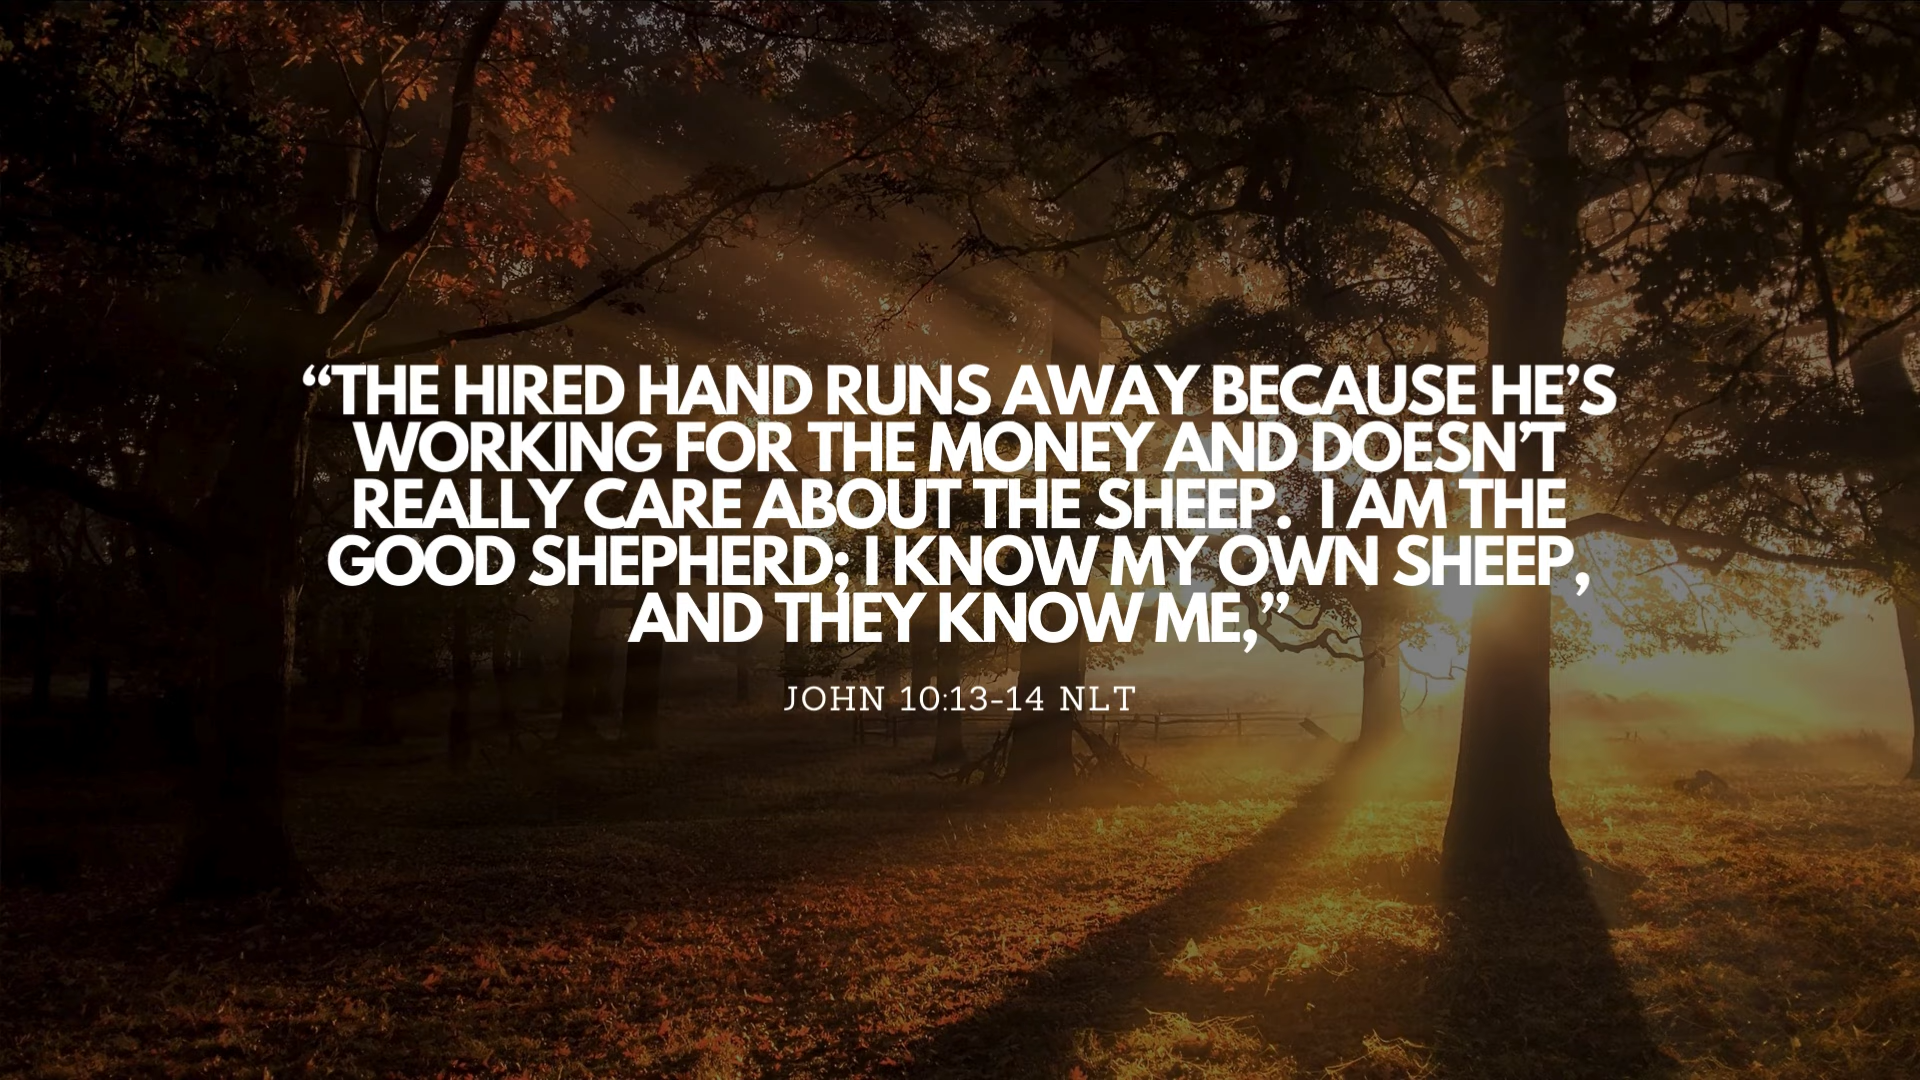 “THE HIRED HAND RUNS AWAY BECAUSE HE’S
WORKING FOR THE MONEY AND DOESN’T
REALLY CARE ABOUT THE SHEEP.  I AM THE
GOOD SHEPHERD; I KNOW MY OWN SHEEP,
AND THEY KNOW ME,”
JOHN 10:13-14 NLT